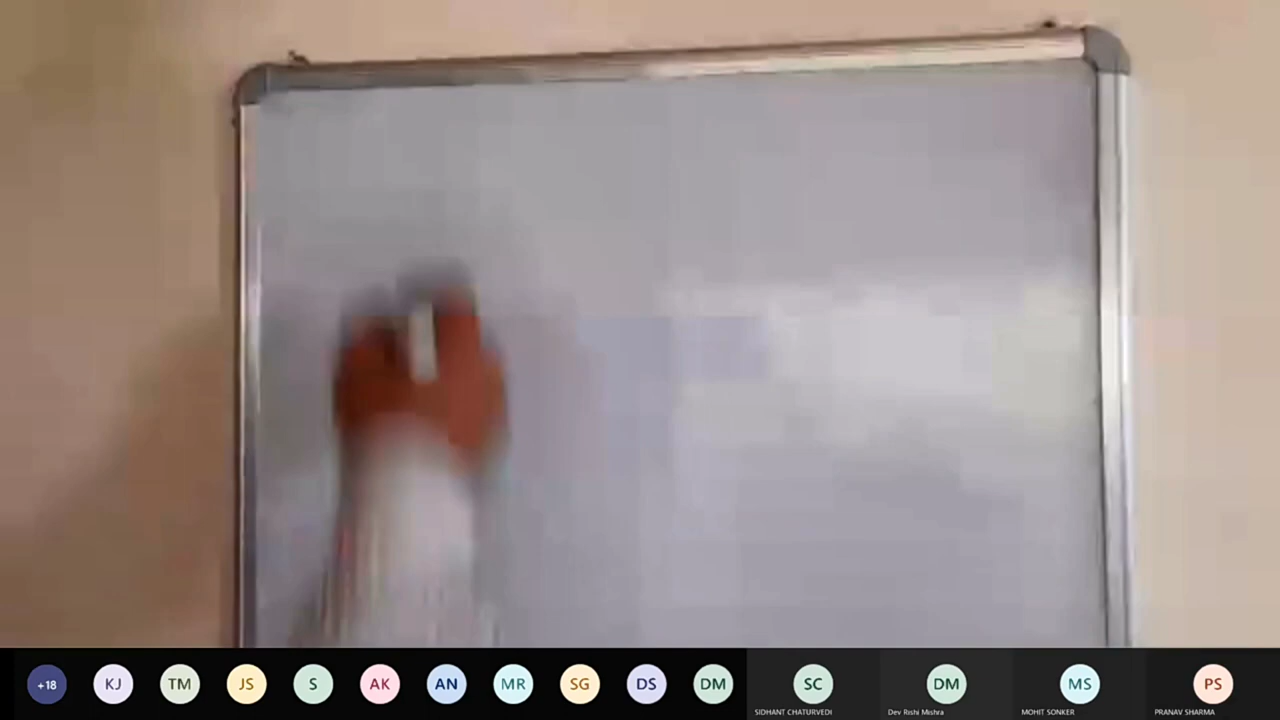 +18 KJ TM JS S AK AN MR SG DS DM SC DM MS PS
SIDHANT CHATURVEDI Dev Rishi Mishra MOHIT SONKER PRANAV SHARMA